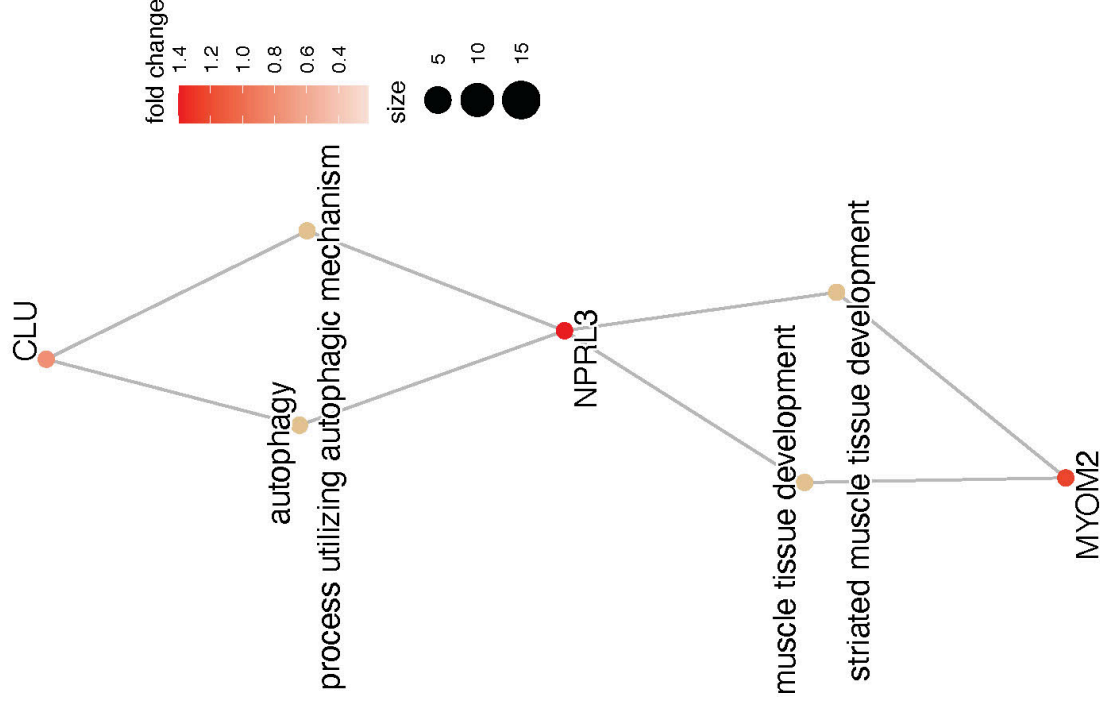 CLU
autophagy
process utilizing autophagic mechanism
NPRL3
muscle tissue development
striated muscle tissue development
MYOM2
fold change
1.4
1.2
1.0
0.8
0.6
0.4
size
5
10
15